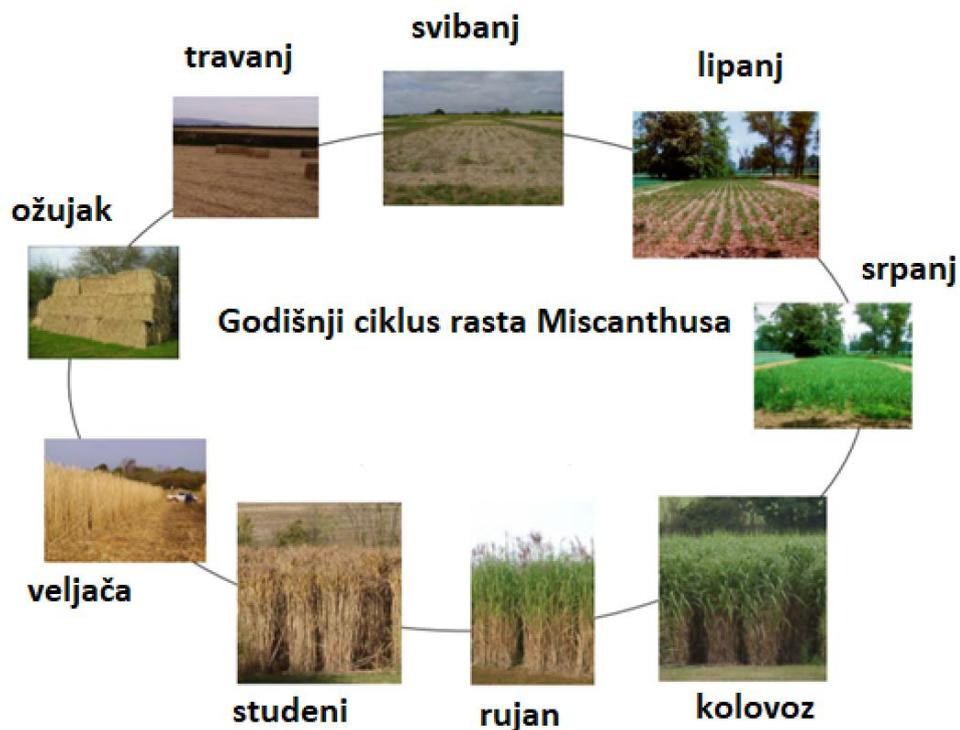 svibanj
travanj
lipanj
ožujak
srpanj
Godišnji ciklus rasta Miscanthusa
veljača
studeni
rujan
kolovoz